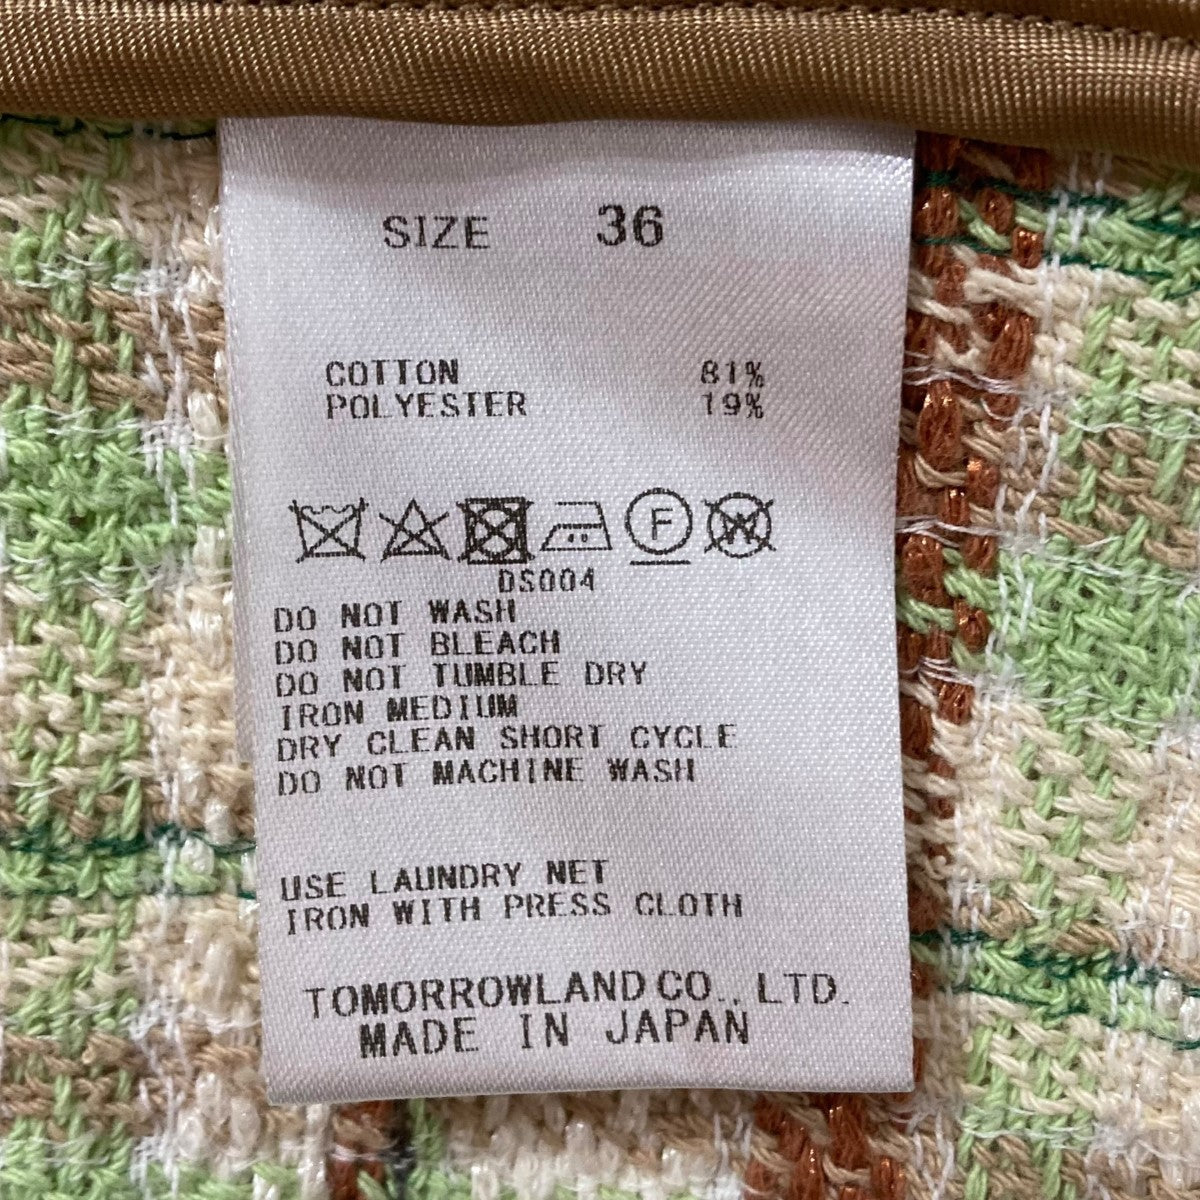 SIZE 36
COTTON 81%
POLYESTER 19%
F W
DS004
DO NOT WASH
DO NOT BLEACH
DO NOT TUMBLE DRY
IRON MEDIUM
DRY CLEAN SHORT CYCLE
DO NOT MACHINE WASH
USE LAUNDRY NET
IRON WITH PRESS CLOTH
TOMORROWLAND CO., LTD.
MADE IN JAPAN